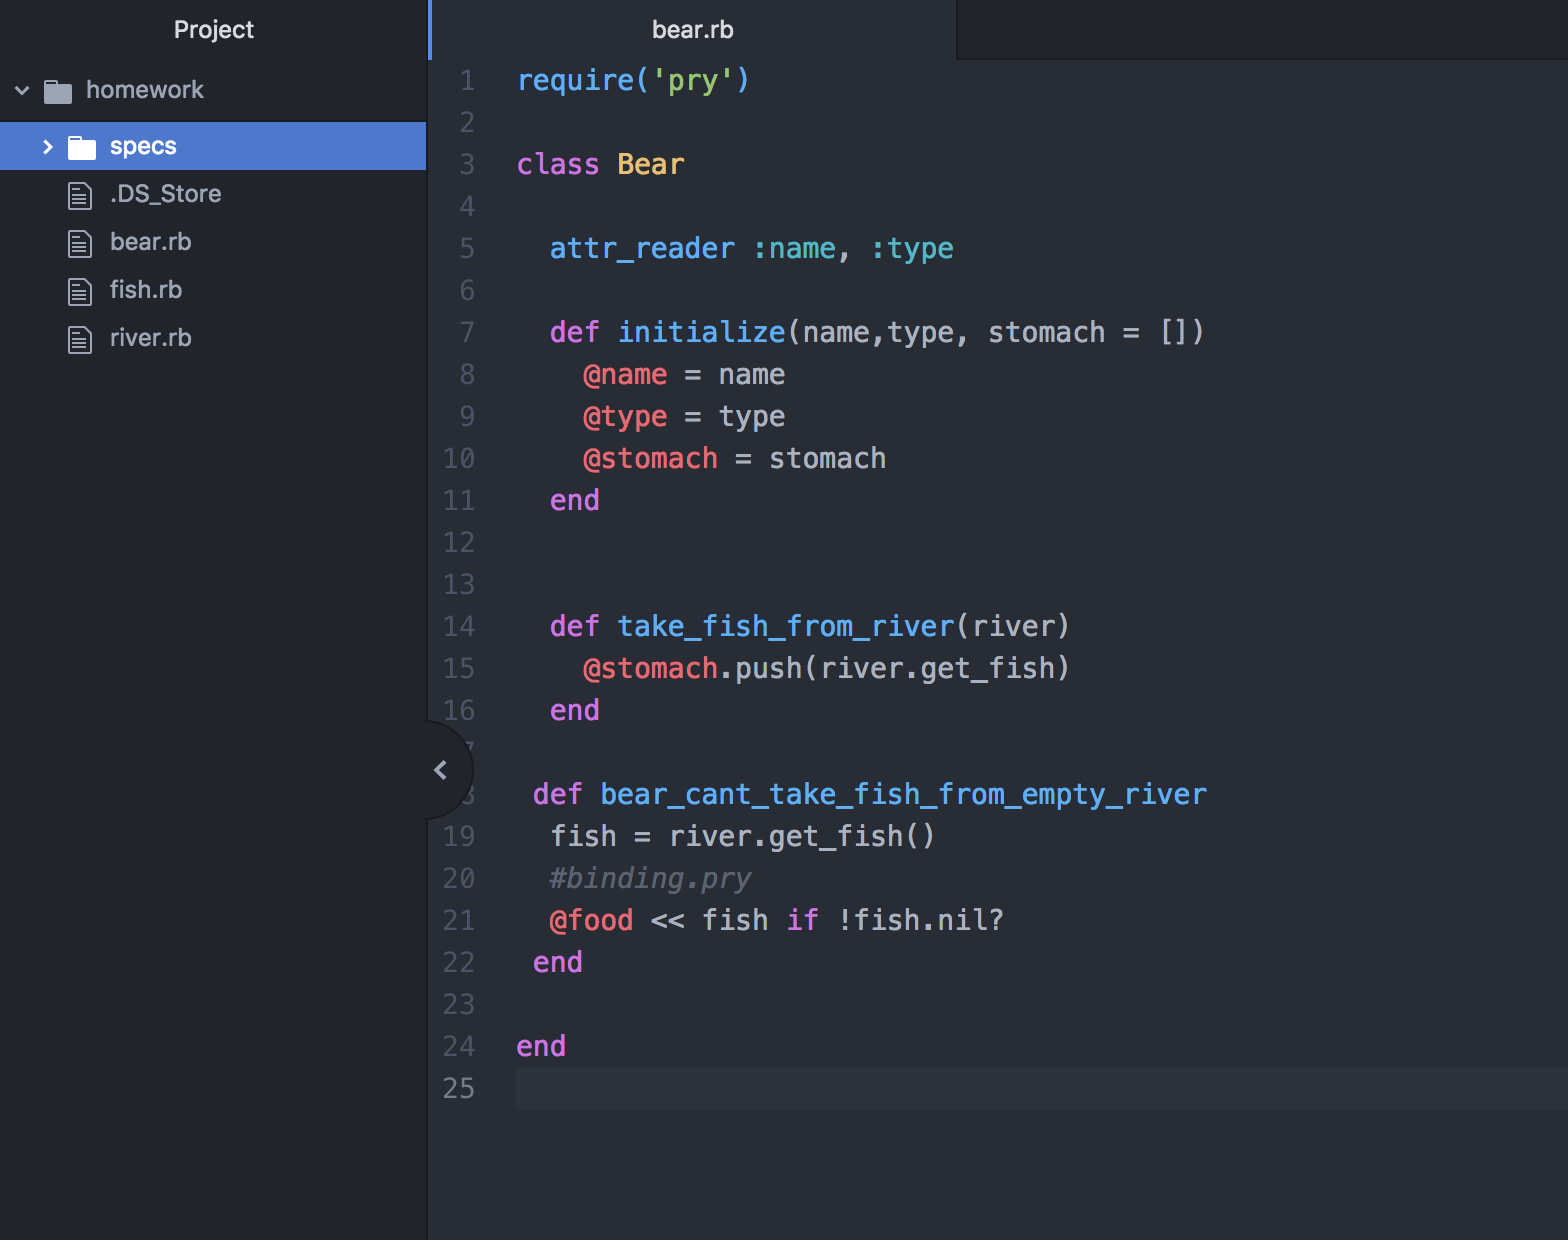 Project
homework
specs
.DS_Store
bear.rb
fish.rb
river.rb
bear.rb
1 require('pry')
2
3 class Bear
4
5 attr_reader :name, :type
6
7 def initialize(name,type, stomach = [])
8 @name = name
9 @type = type
10 @stomach = stomach
11 end
12
13
14 def take_fish_from_river(river)
15 @stomach.push(river.get_fish)
16 end
def bear_cant_take_fish_from_empty_river
19 fish = river.get_fish()
20 #binding.pry
21 @food << fish if !fish.nil?
22 end
23
24 end
25